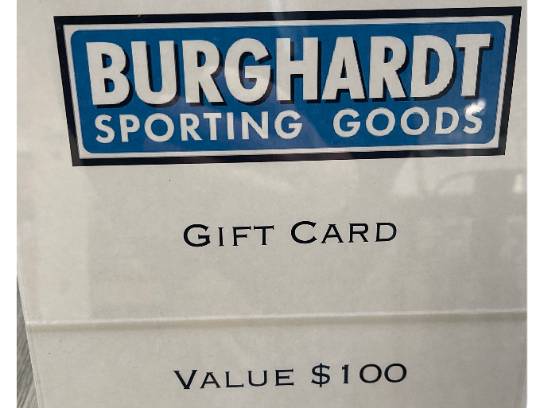 BURGHARDT
SPORTING GOODS
GIFT CARD
VALUE $100